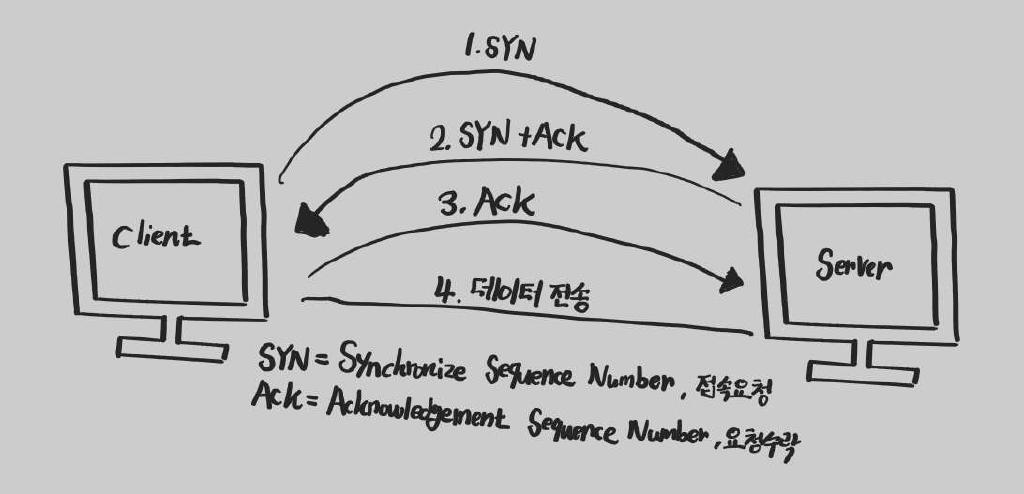 1. SYN
2. SYN + Ack
3. Ack
4. 데이터 전송
Client
Server
SYN = Synchronize Sequence Number, 접속요청
Ack = Acknowledgement Sequence Number, 요청수락